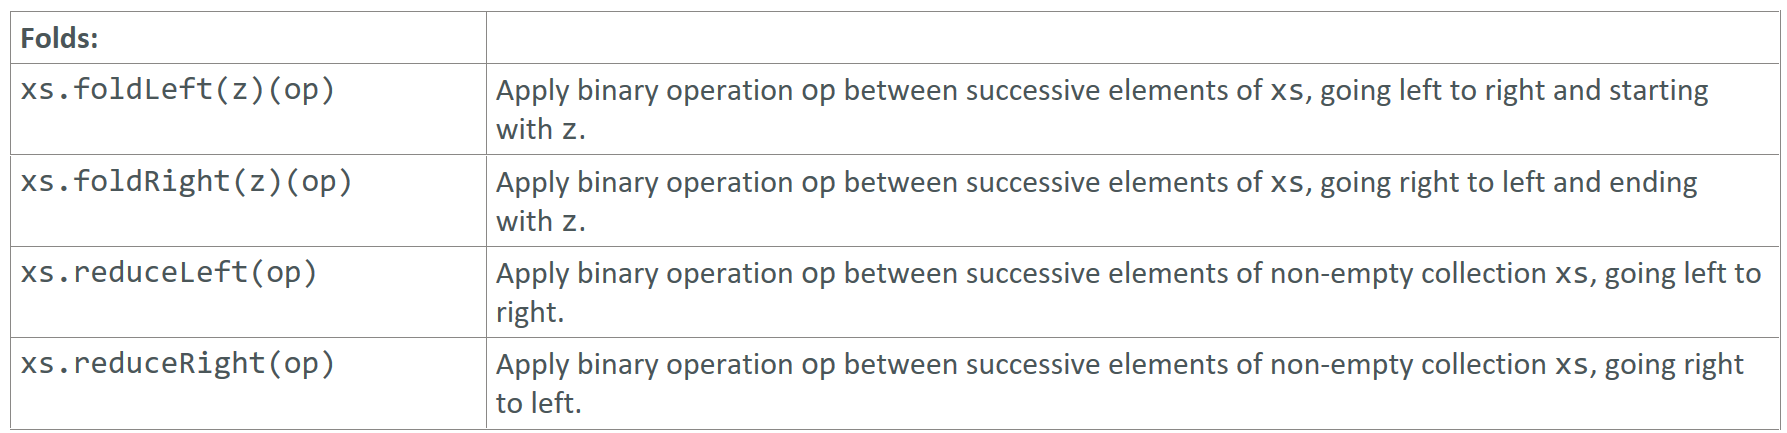 Folds:
xs.foldLeft(z)(op)
Apply binary operation op between successive elements of xs, going left to right and starting
with z.
xs.foldRight(z)(op)
Apply binary operation op between successive elements of xs, going right to left and ending
with z.
xs.reduceLeft(op)
Apply binary operation op between successive elements of non-empty collection xs, going left to
right.
xs.reduceRight(op)
Apply binary operation op between successive elements of non-empty collection xs, going right
to left.